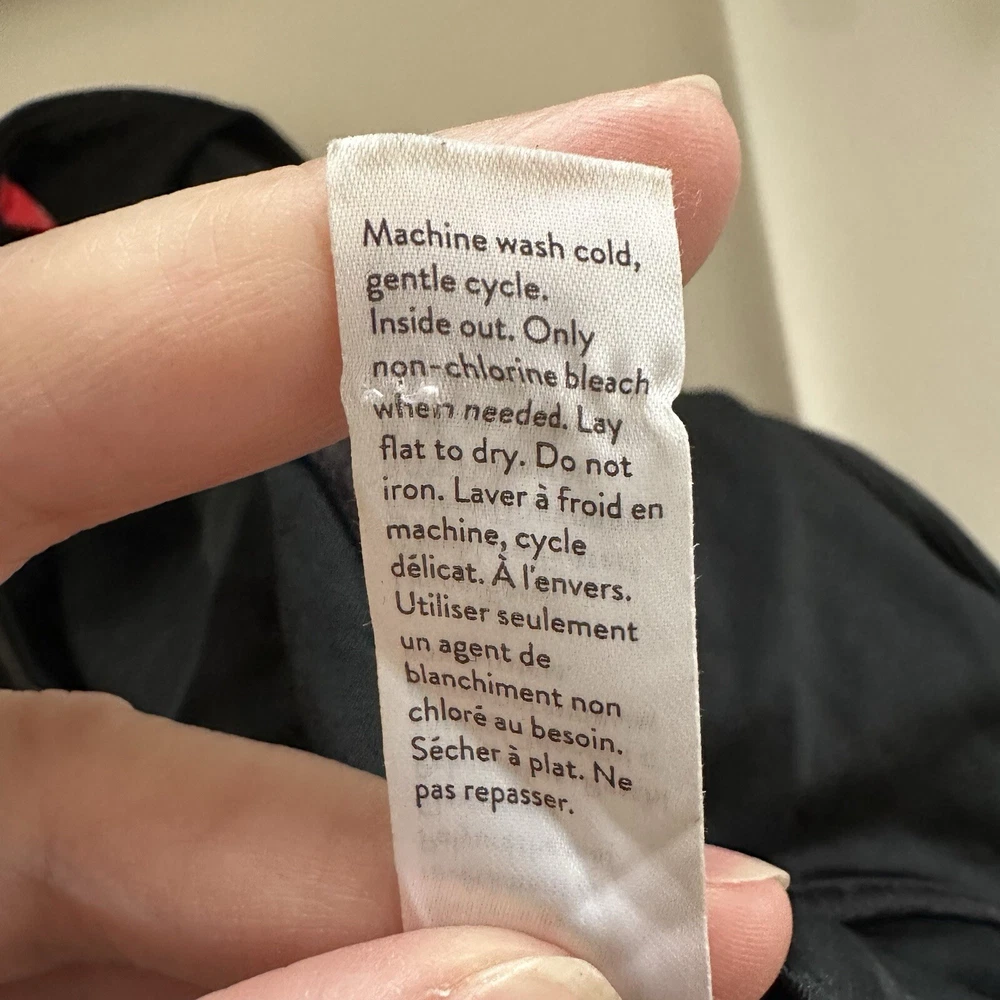 Machine wash cold,
gentle cycle.
Inside out. Only
non-chlorine bleach
when needed. Lay
flat to dry. Do not
iron. Laver à froid en
machine, cycle
délicat. À l'envers.
Utiliser seulement
un agent de
blanchiment non
chloré au besoin.
Sécher à plat. Ne
pas repasser.